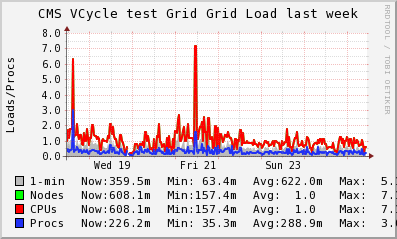 CMS VCycle test Grid Grid Load last week
RRDTOOL / TOBI OETIKER
Loads/Procs
8.0
7.0
6.0
5.0
4.0
3.0
2.0
1.0
0.0
Wed 19 Fri 21 Sun 23
1-min Now:359.5m Min: 63.4m Avg:622.0m Max: 5.
Nodes Now:608.1m Min:157.4m Avg: 1.0 Max: 7.
CPUs Now:608.1m Min:157.4m Avg: 1.0 Max: 7.
Procs Now:226.2m Min: 35.3m Avg:288.9m Max: 3.